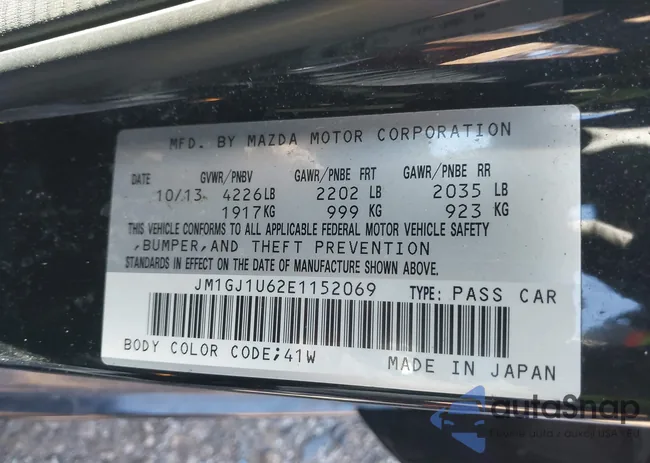 MFD. BY MAZDA MOTOR CORPORATION
DATE GVWR/PNBV GAWR/PNBE FRT GAWR/PNBE RR
10/13 4226LB 2202 LB 2035 LB
1917KG 999 KG 923 KG
THIS VEHICLE CONFORMS TO ALL APPLICABLE FEDERAL MOTOR VEHICLE SAFETY
,BUMPER,AND THEFT PREVENTION
STANDARDS IN EFFECT ON THE DATE OF MANUFACTURE SHOWN ABOVE.
JM1GJ1U62E1152069 TYPE: PASS CAR
BODY COLOR CODE;41W MADE IN JAPAN
autoSnap